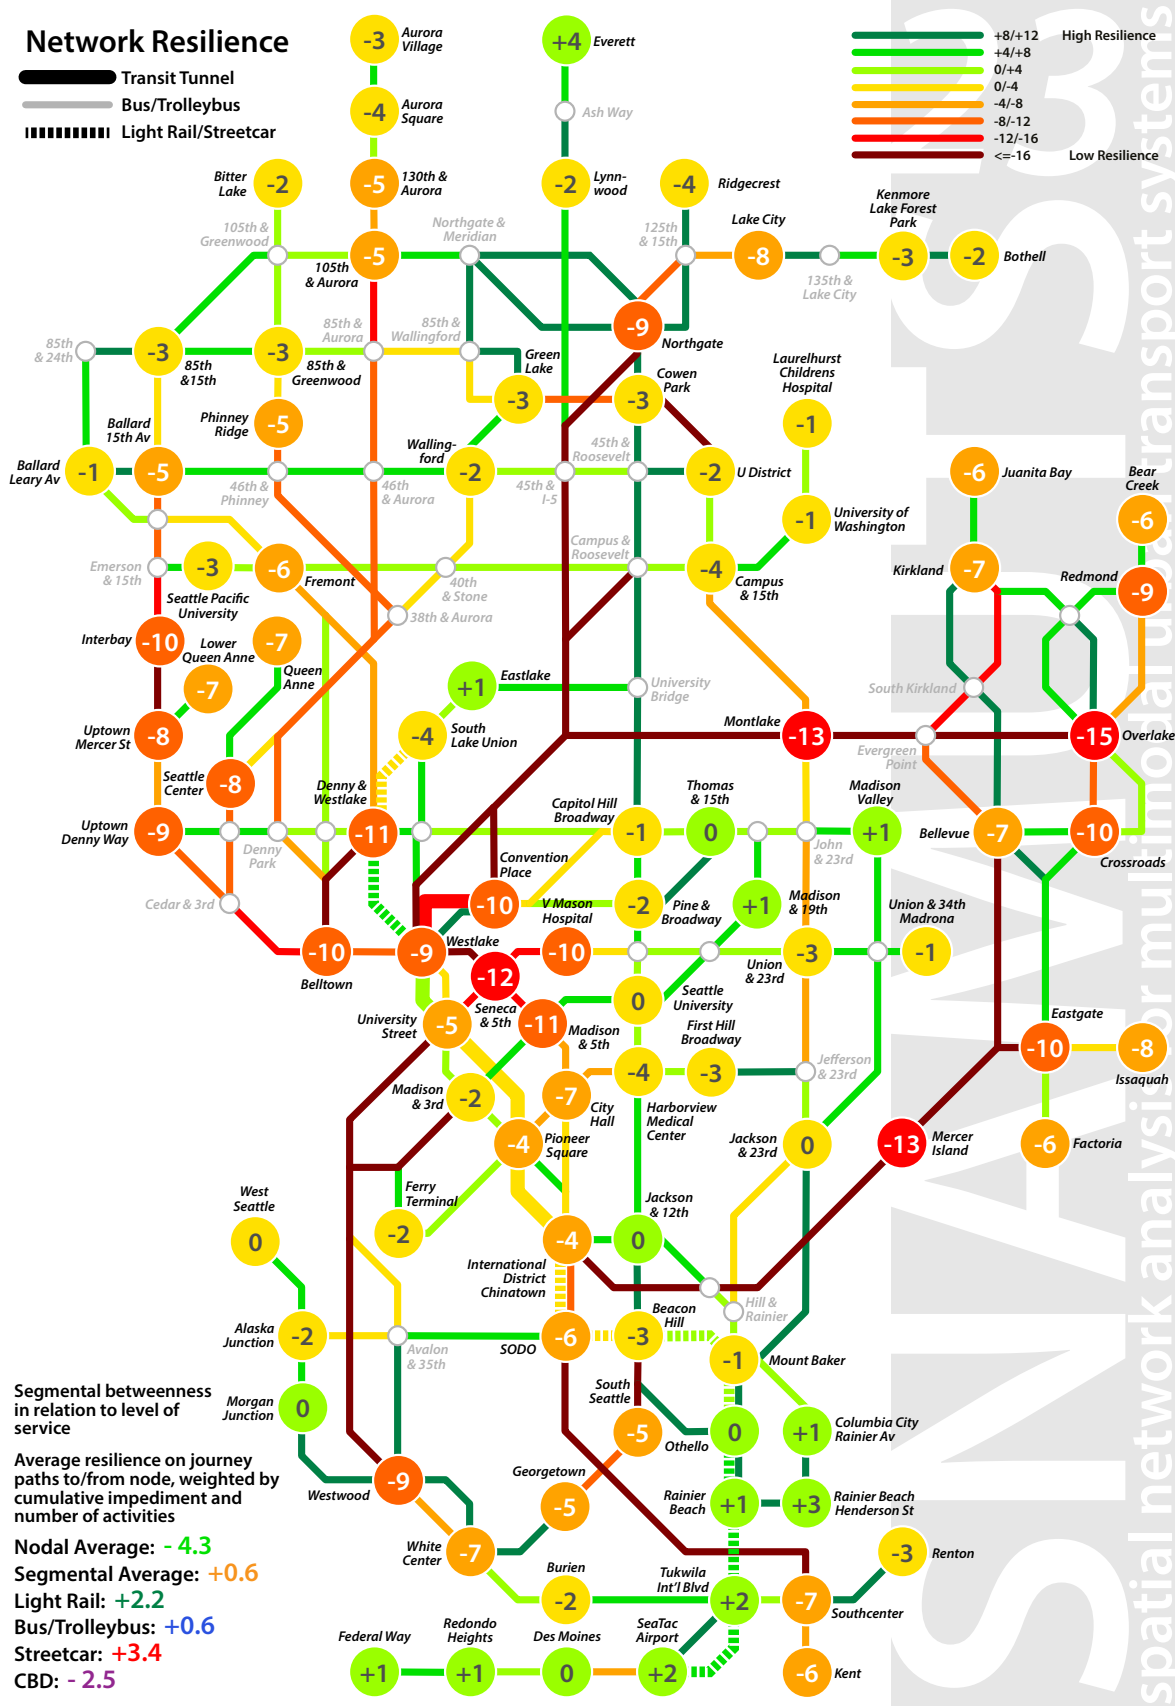 Network Resilience
Transit Tunnel
Bus/Trolleybus
Light Rail/Streetcar
+8/+12 High Resilience
+4/+8
0/+4
0/-4
-4/-8
-8/-12
-12/-16
<=-16 Low Resilience
-3 Aurora
Village
+4 Everett
-4 Aurora
Square
Ash Way
Bitter
Lake -2
-5 130th &
Aurora
-2 Lynn-
wood
-4 Ridgecrest
Lake City
-8
Kenmore
Lake Forest
Park
-3
-2 Bothell
105th &
Greenwood
-5
105th
& Aurora
Northgate &
Meridian
125th
& 15th
135th &
Lake City
-9
Northgate
85th
& 24th
-3
85th
&15th
-3
85th &
Greenwood
85th &
Aurora
85th &
Wallingford
Green
Lake
-3
Cowen
Park
-3
Laurelhurst
Childrens
Hospital
-1
Phinney
Ridge -5
Ballard
15th Av
-5
Ballard
Leary Av -1
46th &
Phinney
46th
& Aurora
Walling-
ford
-2
45th &
I-5
45th &
Roosevelt
-2 U District
-1 University of
Washington
-6 Juanita Bay
Bear
Creek
-6
Emerson
& 15th
-3
Seattle Pacific
University
-6
Fremont
40th
& Stone
38th & Aurora
Campus &
Roosevelt
-4
Campus
& 15th
Kirkland -7
Redmond
-9
Interbay -10
Lower
Queen Anne
-7
-7
Queen
Anne
+1 Eastlake
University
Bridge
South Kirkland
Uptown
Mercer St -8
Seattle
Center -8
-4 South
Lake Union
Montlake
-13
Evergreen
Point
-15 Overlake
Uptown
Denny Way -9
Denny
Park
Denny &
Westlake
-11
Capitol Hill
Broadway
-1
Thomas
& 15th
0
John
& 23rd
Madison
Valley
+1
Bellevue -7
-10
Crossroads
Cedar & 3rd
Convention
Place
-10
V Mason
Hospital
-10
-2
Pine &
Broadway
+1 Madison
& 19th
Union & 34th
Madrona
-1
-10
Belltown
-9
Westlake
-12
Seneca
& 5th
-3
Union
& 23rd
0
Seattle
University
University
Street -5
-11
Madison
& 5th
First Hill
Broadway
-3
Jefferson
& 23rd
Eastgate
-10
-8
Issaquah
Madison
& 3rd -2
-7
City
Hall
-4
Harborview
Medical
Center
-4
Pioneer
Square
Jackson
& 23rd 0
-13 Mercer
Island
-6 Factoria
West
Seattle
0
Ferry
Terminal
-2
-4
International
District
Chinatown
Jackson
& 12th
0
Hill &
Rainier
Alaska
Junction -2
Avalon
& 35th
-6
SODO
Beacon
Hill
-3
-1 Mount Baker
Morgan
Junction 0
South
Seattle
-5
Othello 0
+1 Columbia City
Rainier Av
-9
Westwood
Georgetown
-5
Rainier
Beach +1
+3 Rainier Beach
Henderson St
White
Center -7
Burien
-2
Tukwila
Int'l Blvd
+2
-7
Southcenter
-3 Renton
Federal Way
+1
Redondo
Heights
+1
Des Moines
0
SeaTac
Airport
+2
-6 Kent
Segmental betweenness
in relation to level of
service
Average resilience on journey
paths to/from node, weighted by
cumulative impediment and
number of activities
Nodal Average: - 4.3
Segmental Average: +0.6
Light Rail: +2.2
Bus/Trolleybus: +0.6
Streetcar: +3.4
CBD: - 2.5
SNAMUTS 23
spatial network analysis for multimodal urban transport systems